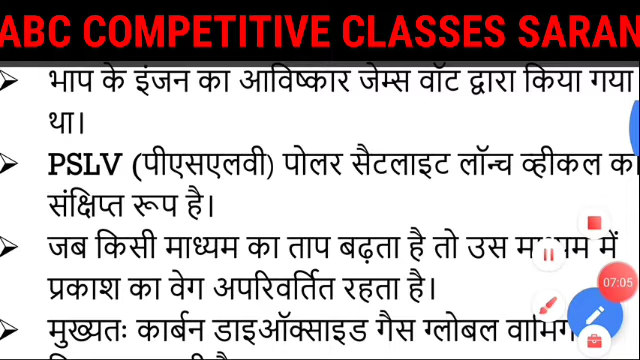 ABC COMPETITIVE CLASSES SARAN
भाप के इंजन का आविष्कार जेम्स वॉट द्वारा किया गया
था।
PSLV (पीएसएलवी) पोलर सैटलाइट लॉन्च व्हीकल का
संक्षिप्त रूप है।
जब किसी माध्यम का ताप बढ़ता है तो उस में
प्रकाश का वेग अपरिवर्तित रहता है।
07:05
मुख्यतः कार्बन डाइऑक्साइड गैस ग्लोबल